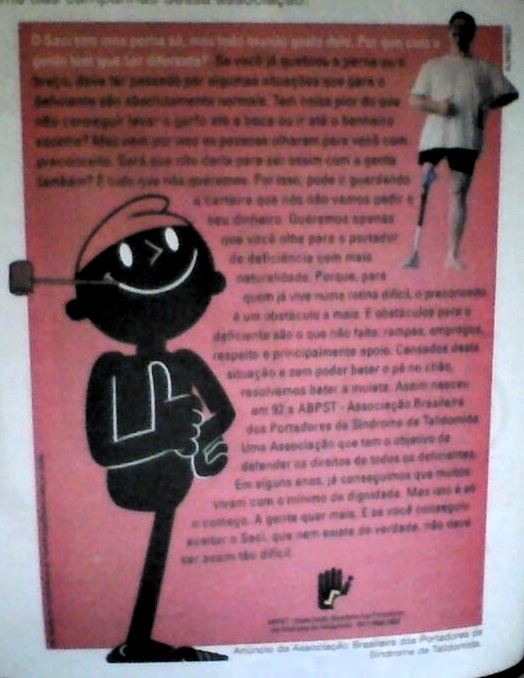 me das campanhas dessa associação.
O Saci tem uma perna só, mas todo mundo gosta dele. Por que com a
gente tem que ser diferente? Se você já quebrou a perna ou o
braço, deve ter passado por algumas situações que para o
deficiente são absolutamente normais. Tem coisa pior do que
não conseguir levar o garfo até a boca ou ir até o banheiro
sozinho? Mas nem por isso as pessoas olharam para você com
preconceito. Será que não daria para ser assim com a gente
também? É tudo que nós queremos. Por isso, pode ir guardando
a carteira que nós não vamos pedir o
seu dinheiro. Queremos apenas
que você olhe para o portador
de deficiência com mais
naturalidade. Porque, para
quem já vive numa rotina difícil, o preconceito
é um obstáculo a mais. E obstáculos para o
deficiente são o que não falta: rampas, empregos,
respeito e principalmente apoio. Cansados desta
situação e sem poder bater o pé no chão,
resolvemos bater a muleta. Assim nasceu
em 92 a ABPST - Associação Brasileira
dos Portadores da Síndrome de Talidomida
Uma Associação que tem o objetivo de
defender os direitos de todos os deficientes.
Em alguns anos, já conseguimos que muitos
vivam com o mínimo de dignidade. Mas isto é só
o começo. A gente quer mais. E se você conseguiu
aceitar o Saci, que nem existe de verdade, não deve
ser assim tão difícil.
Anúncio da Associação Brasileira dos Portadores da
Síndrome de Talidomida.